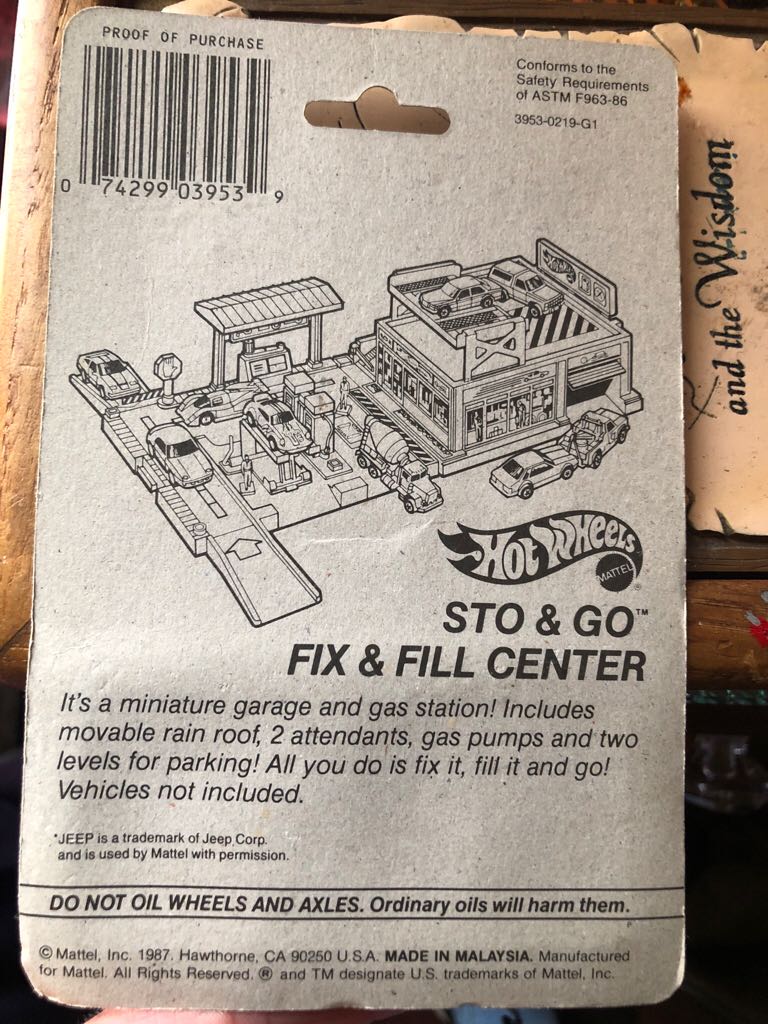 PROOF OF PURCHASE
0 74299 03953 9
Conforms to the
Safety Requirements
of ASTM F963-86
3953-0219-G1
and the Wisdom
Hot Wheels
MATTEL
®
STO & GO™
FIX & FILL CENTER
It's a miniature garage and gas station! Includes
movable rain roof, 2 attendants, gas pumps and two
levels for parking! All you do is fix it, fill it and go!
Vehicles not included.
*JEEP is a trademark of Jeep Corp.
and is used by Mattel with permission.
DO NOT OIL WHEELS AND AXLES. Ordinary oils will harm them.
© Mattel, Inc. 1987. Hawthorne, CA 90250 U.S.A. MADE IN MALAYSIA. Manufactured
for Mattel. All Rights Reserved. ® and TM designate U.S. trademarks of Mattel, Inc.